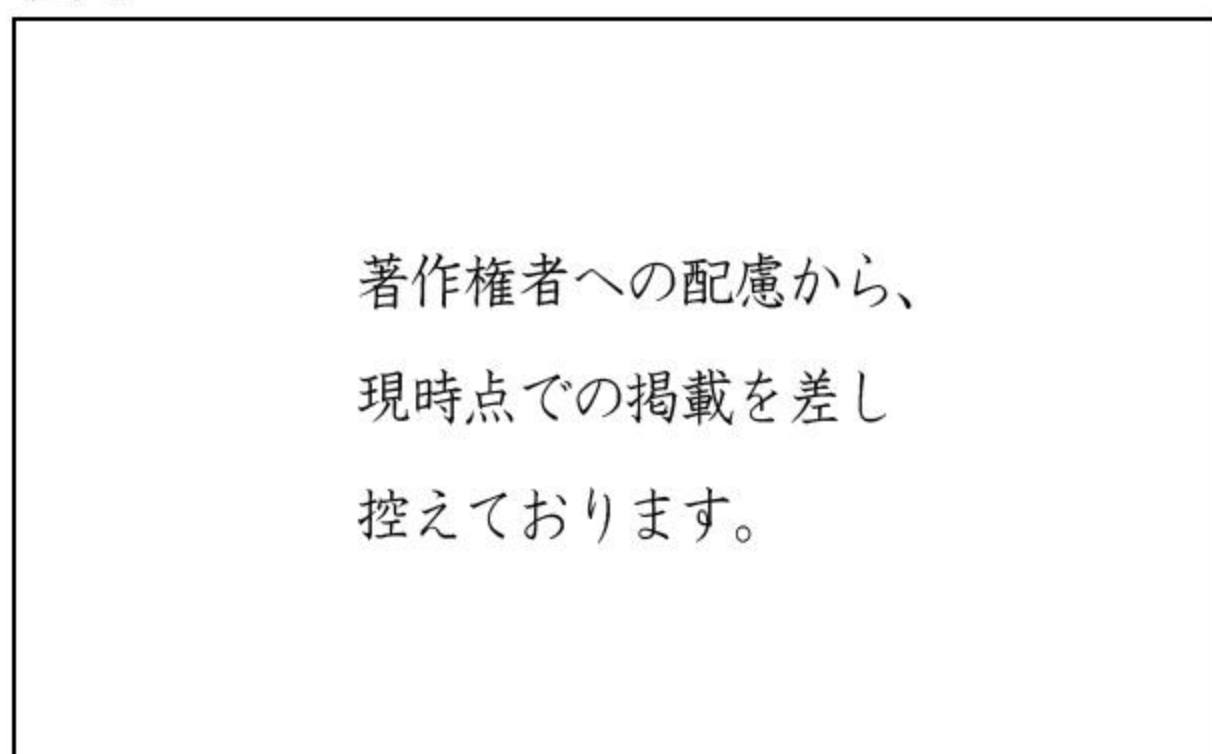 著作権者への配慮から、
現時点での掲載を差し
控えております。